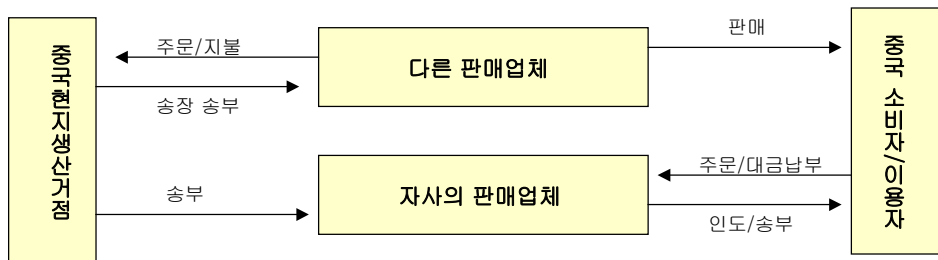 중국현지생산거점
주문/지불
송장 송부
송부
다른 판매업체
자사의 판매업체
판매
주문/대금납부
인도/송부
중국 소비자/이용자